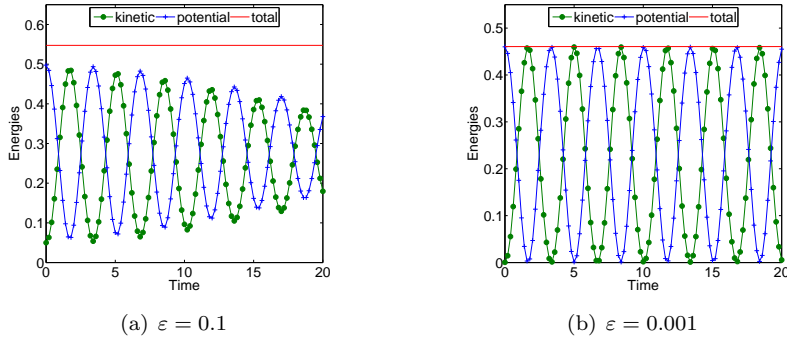 kinetic potential total
0.6
0.5
0.4
0.3
0.2
0.1
0
Energies
0 5 10 15 20
Time
(a) ε = 0.1
kinetic potential total
0.5
0.4
0.3
0.2
0.1
0
Energies
0 5 10 15 20
Time
(b) ε = 0.001